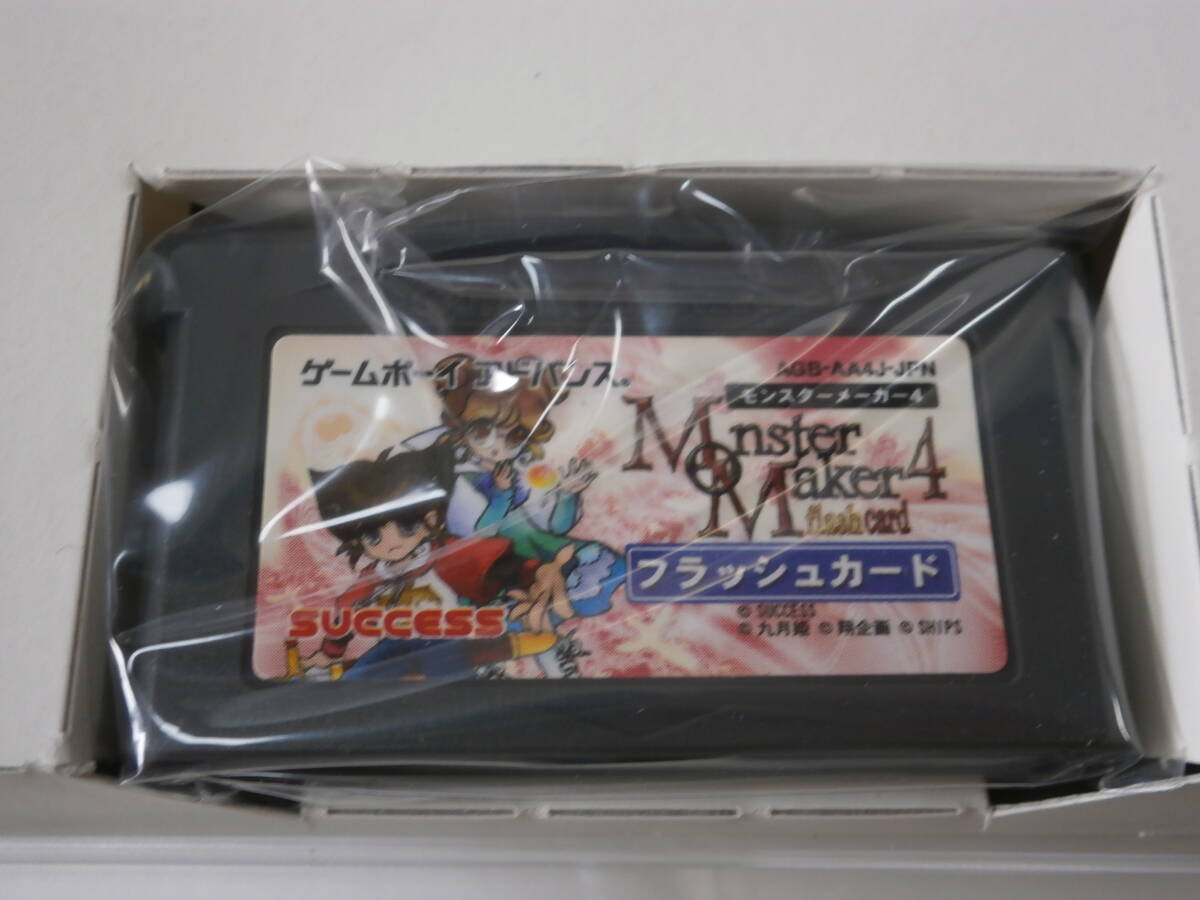 ゲームボーイ アドバンス®
AGB-AA4J-JPN
モンスターメーカー4
Monster
Maker4
flash card
フラッシュカード
SUCCESS
© SUCCESS
© 九月姫 © 翔企画 © SHIPS